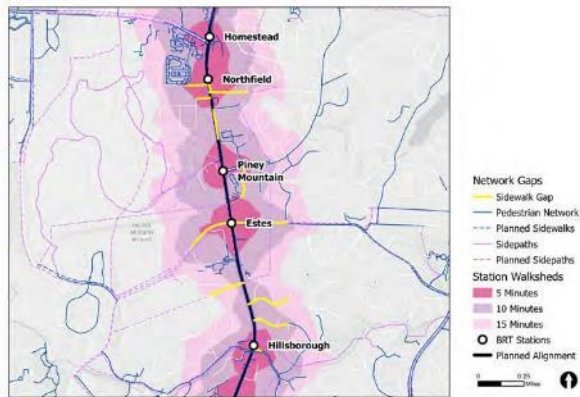 Homestead
Northfield
Piney
Mountain
Estes
Hillsborough
Network Gaps
Sidewalk Gap
Pedestrian Network
Planned Sidewalks
Sidepaths
Planned Sidepaths
Station Walksheds
5 Minutes
10 Minutes
15 Minutes
BRT Stations
Planned Alignment
0 0.25
Miles